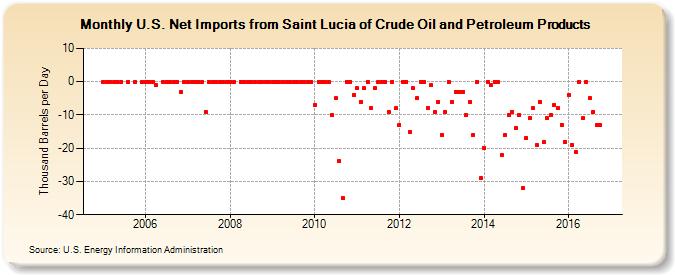 Monthly U.S. Net Imports from Saint Lucia of Crude Oil and Petroleum Products
Thousand Barrels per Day
10
0
-10
-20
-30
-40
2006 2008 2010 2012 2014 2016
Source: U.S. Energy Information Administration